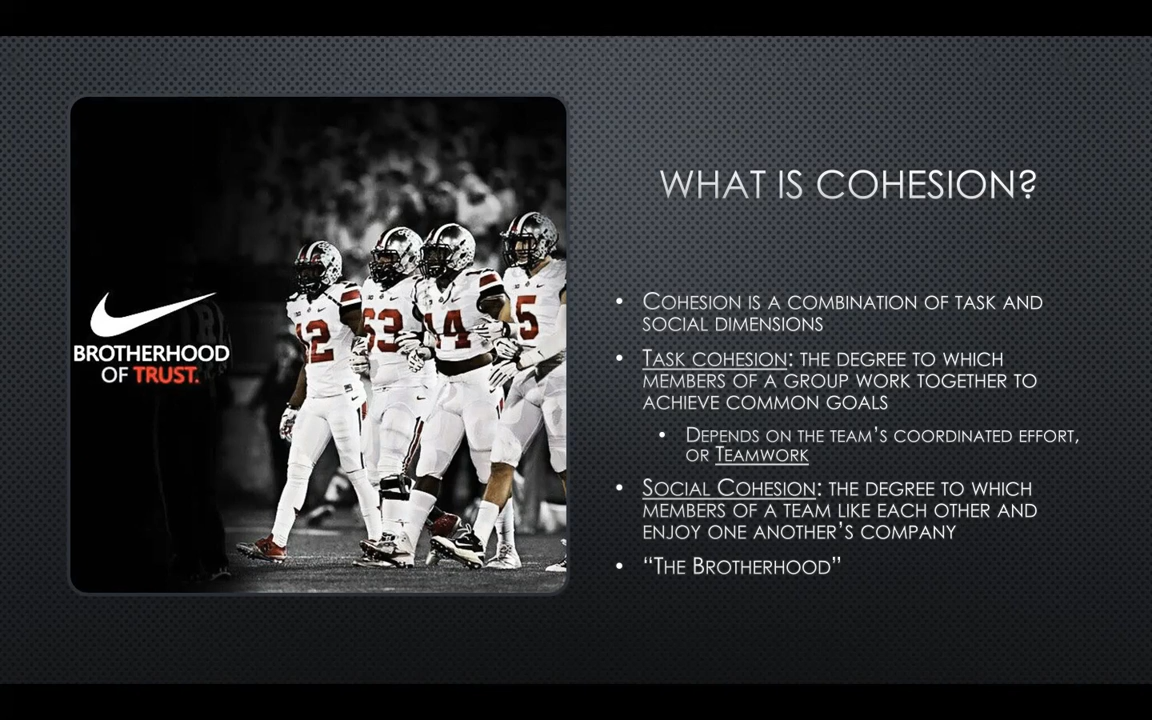 WHAT IS COHESION?
BROTHERHOOD
OF TRUST.
12
63
14
5
• COHESION IS A COMBINATION OF TASK AND
SOCIAL DIMENSIONS
• TASK COHESION: THE DEGREE TO WHICH
MEMBERS OF A GROUP WORK TOGETHER TO
ACHIEVE COMMON GOALS
• DEPENDS ON THE TEAM’S COORDINATED EFFORT,
OR TEAMWORK
• SOCIAL COHESION: THE DEGREE TO WHICH
MEMBERS OF A TEAM LIKE EACH OTHER AND
ENJOY ONE ANOTHER’S COMPANY
• “THE BROTHERHOOD”